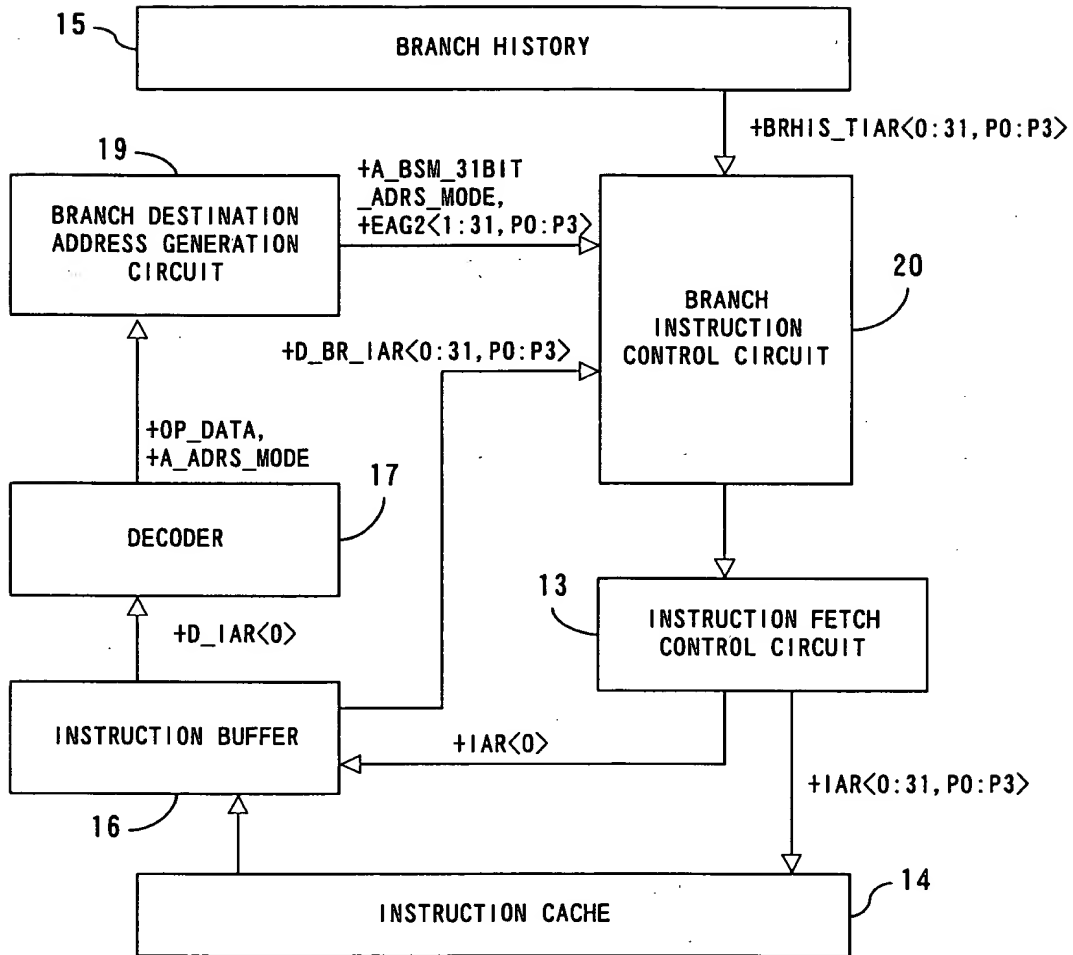 15
BRANCH HISTORY
+BRHIS_TIAR<0:31,P0:P3>
19
BRANCH DESTINATION
ADDRESS GENERATION
CIRCUIT
+A_BSM_31BIT
_ADRS_MODE,
+EAG2<1:31,P0:P3>
20
BRANCH
INSTRUCTION
CONTROL CIRCUIT
+D_BR_IAR<0:31,P0:P3>
+OP_DATA,
+A_ADRS_MODE
17
DECODER
13
INSTRUCTION FETCH
CONTROL CIRCUIT
+D_IAR<0>
INSTRUCTION BUFFER
+IAR<0>
+IAR<0:31,P0:P3>
16
14
INSTRUCTION CACHE